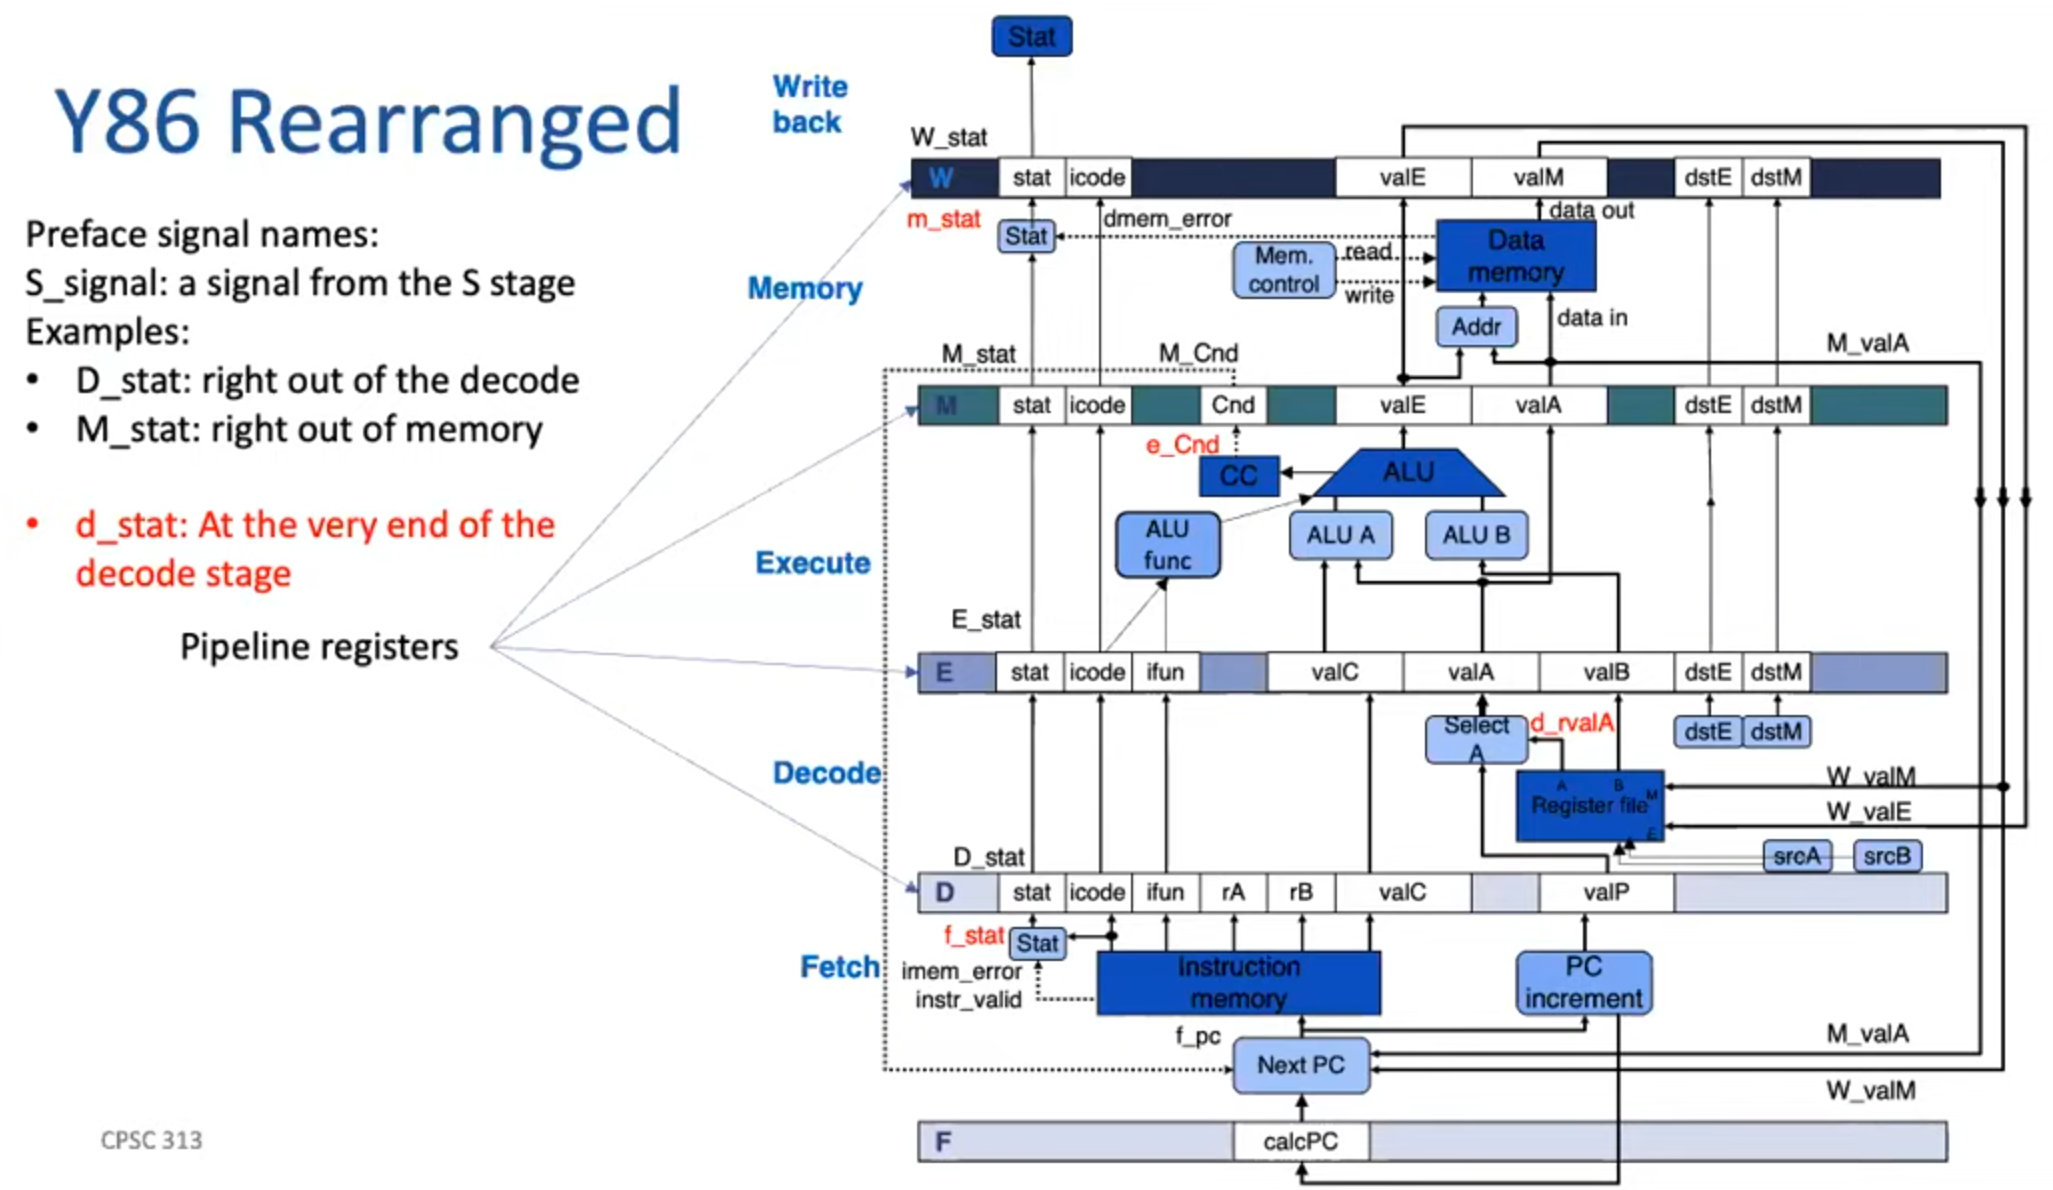 Stat
Y86 Rearranged
Write
back
W_stat
W stat icode valE valM dstE dstM
m_stat
Stat
dmem_error
data out
Preface signal names:
S_signal: a signal from the S stage
Examples:
• D_stat: right out of the decode
• M_stat: right out of memory
• d_stat: At the very end of the
decode stage
Pipeline registers
Memory
Mem.
control
read
write
Data
memory
Addr
data in
M_stat
M_Cnd
M_valA
M stat icode Cnd valE valA dstE dstM
e_Cnd
CC
ALU
ALU
func
ALU A
ALU B
Execute
E_stat
E stat icode ifun valC valA valB dstE dstM
Select
A
d_rvalA
dstE dstM
Decode
A B M
Register file
E
W_valM
W_valE
srcA
srcB
D_stat
D stat icode ifun rA rB valC valP
f_stat
Stat
Fetch
imem_error
instr_valid
Instruction
memory
PC
increment
f_pc
Next PC
M_valA
W_valM
CPSC 313
F calcPC